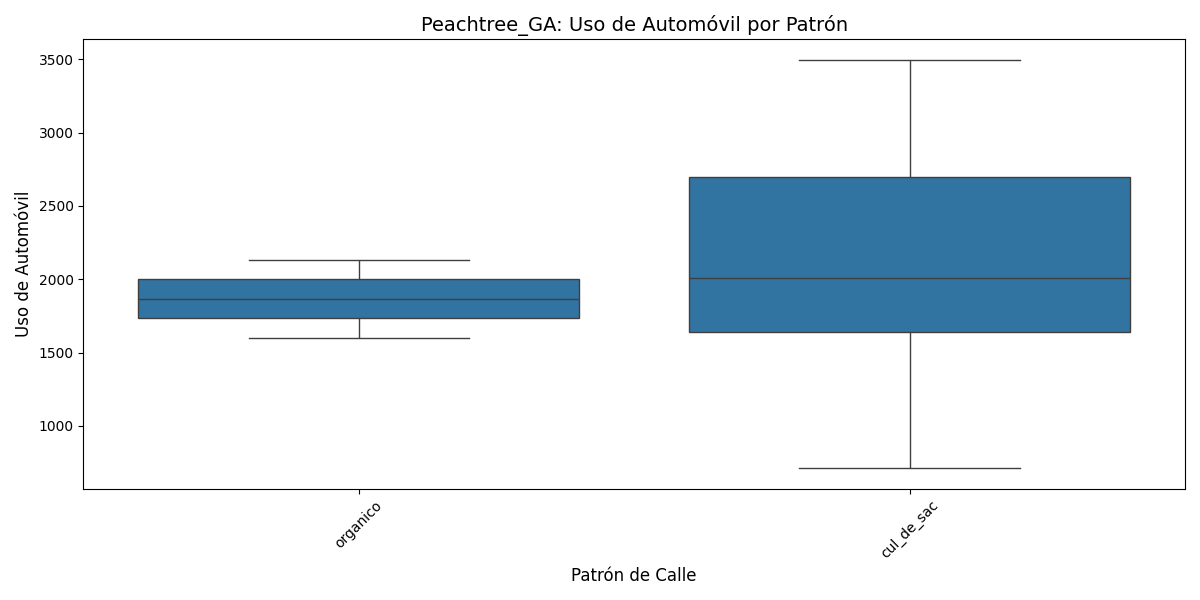 Peachtree_GA: Uso de Automóvil por Patrón
Uso de Automóvil
3500
3000
2500
2000
1500
1000
organico
cul_de_sac
Patrón de Calle